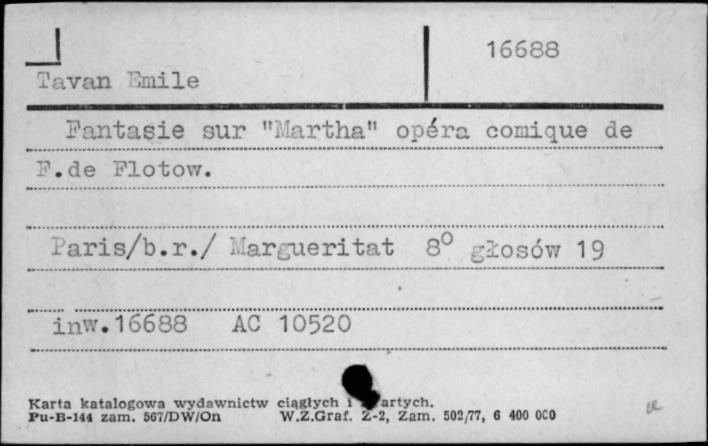 16688
Tavan Emile
Fantasie sur "Martha" opéra comique de
F.de Flotow.
Paris/b.r./ Margueritat 8° głosów 19
inw.16688 AC 10520
Karta katalogowa wydawnictw ciągłych i artych.
Pu-B-144 zam. 567/DW/On W.Z.Graf. Z-2, Zam. 502/77, 6 400 000